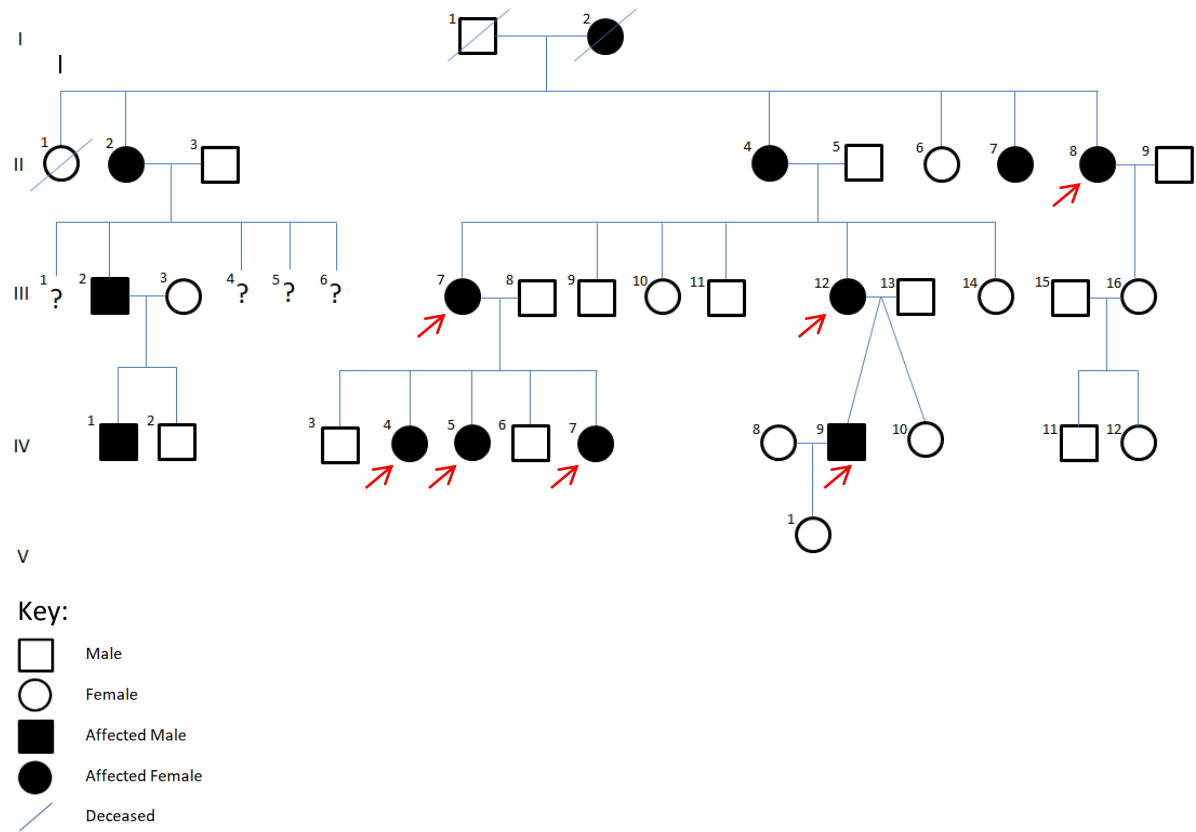 I 1 2
|
II 1 2 3 4 5 6 7 8 9
III 1 ? 2 3 4 ? 5 ? 6 ? 7 8 9 10 11 12 13 14 15 16
IV 1 2 3 4 5 6 7 8 9 10 11 12
1
V
Key:
Male
Female
Affected Male
Affected Female
Deceased